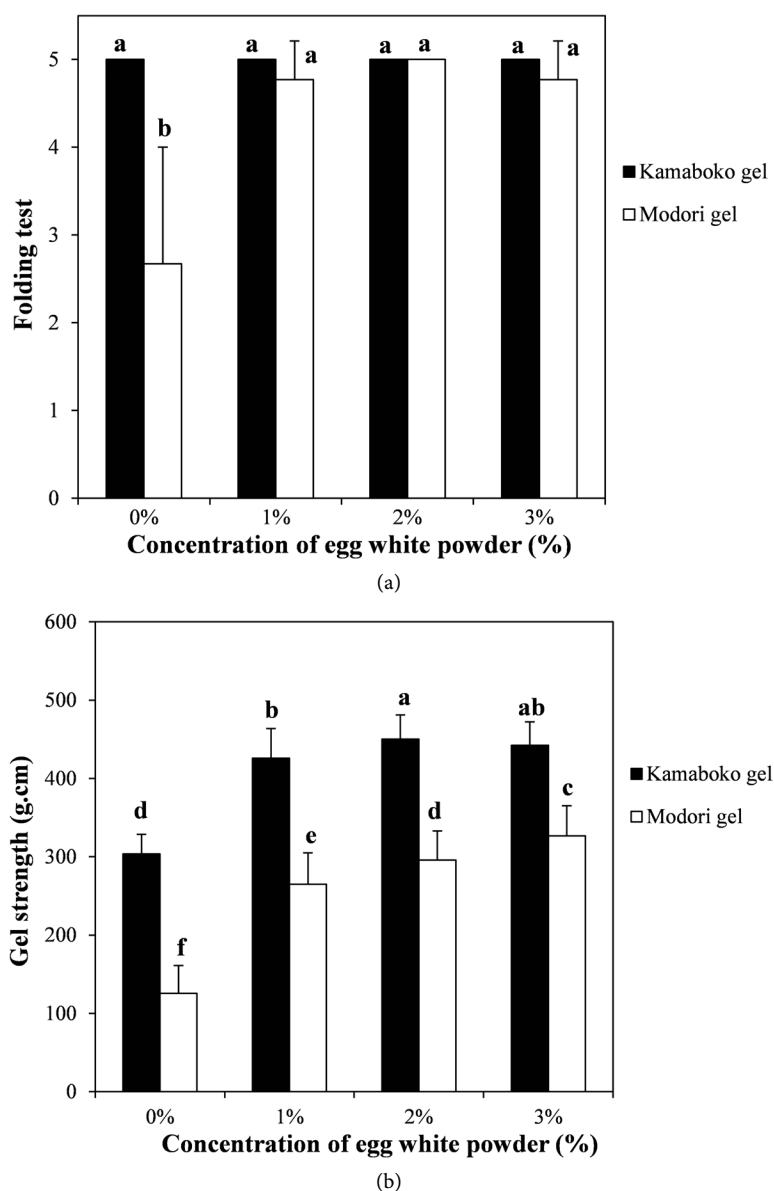 a a a a a a a
b
5
4
3
2
1
0
Folding test
0% 1% 2% 3%
Concentration of egg white powder (%)
Kamaboko gel
Modori gel
(a)
600
500
400
300
200
100
0
Gel strength (g.cm)
d
f
b
e
a
d
ab
c
0% 1% 2% 3%
Concentration of egg white powder (%)
Kamaboko gel
Modori gel
(b)